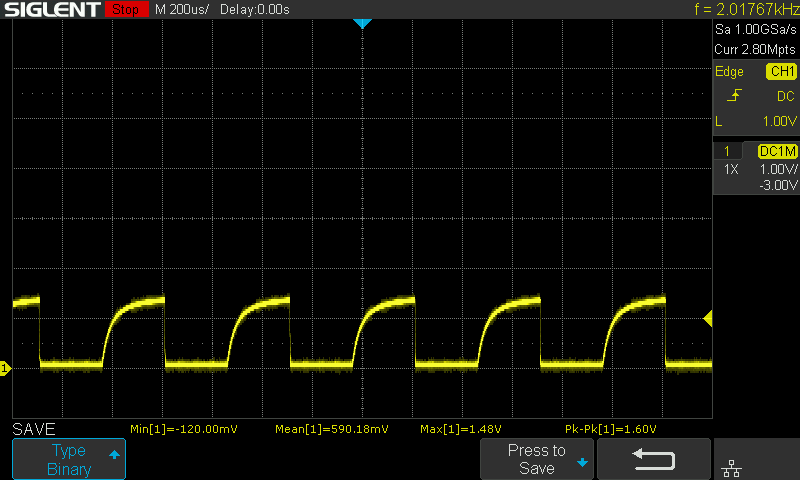 SIGLENT Stop M 200us/ Delay:0.00s f = 2.01767kHz
Sa 1.00GSa/s
Curr 2.80Mpts
Edge CH1
DC
L 1.00V
1 DC1M
1X 1.00V/
-3.00V
1
SAVE Min[1]=-120.00mV Mean[1]=590.18mV Max[1]=1.48V Pk-Pk[1]=1.60V
Type
Binary
Press to
Save